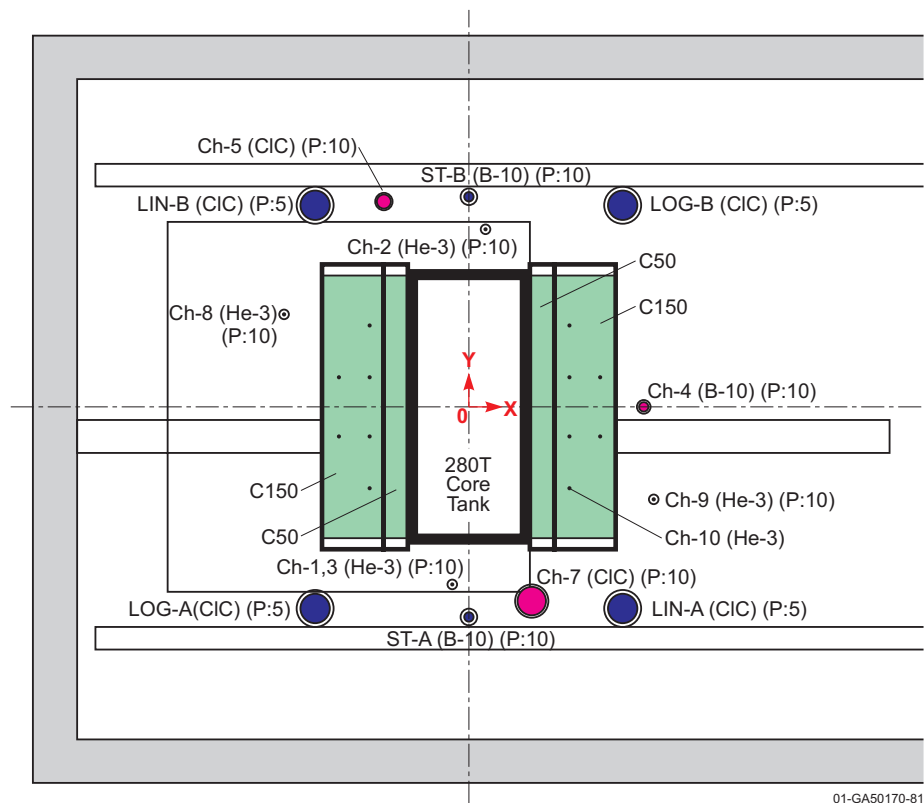 Ch-5 (CIC) (P:10)
ST-B (B-10) (P:10)
LIN-B (CIC) (P:5)
LOG-B (CIC) (P:5)
Ch-2 (He-3) (P:10)
C50
C150
Ch-8 (He-3)
(P:10)
Y
0
X
Ch-4 (B-10) (P:10)
280T
Core
Tank
C150
C50
Ch-9 (He-3) (P:10)
Ch-10 (He-3)
Ch-1,3 (He-3) (P:10)
Ch-7 (CIC) (P:10)
LOG-A(CIC) (P:5)
LIN-A (CIC) (P:5)
ST-A (B-10) (P:10)
01-GA50170-81